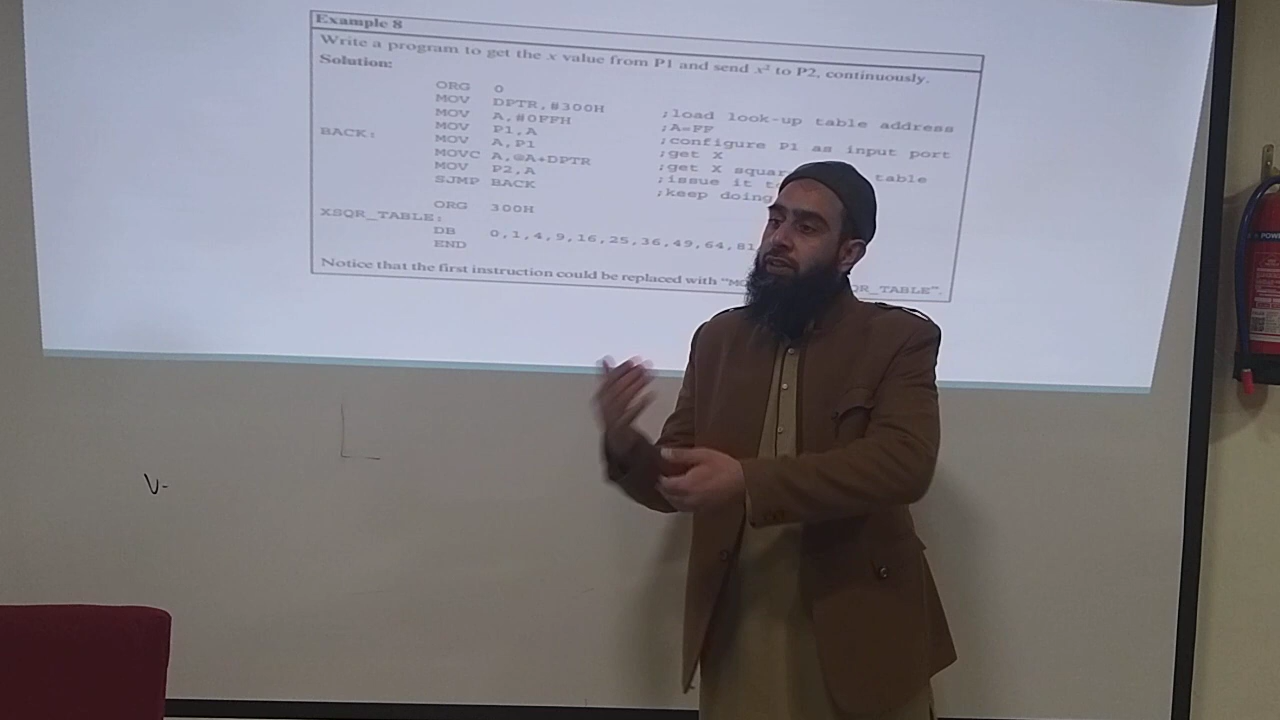 Example 8
Write a program to get the x value from P1 and send x² to P2, continuously.
Solution:
ORG 0
MOV DPTR,#300H ;load look-up table address
MOV A,#0FFH ;A=FF
MOV P1,A ;configure P1 as input port
BACK: MOV A,P1 ;get X
MOVC A,@A+DPTR ;get X squar table
MOV P2,A ;issue it t
SJMP BACK ;keep doing
ORG 300H
XSQR_TABLE:
DB 0,1,4,9,16,25,36,49,64,81
END
Notice that the first instruction could be replaced with "MO QR_TABLE".
V-
POW